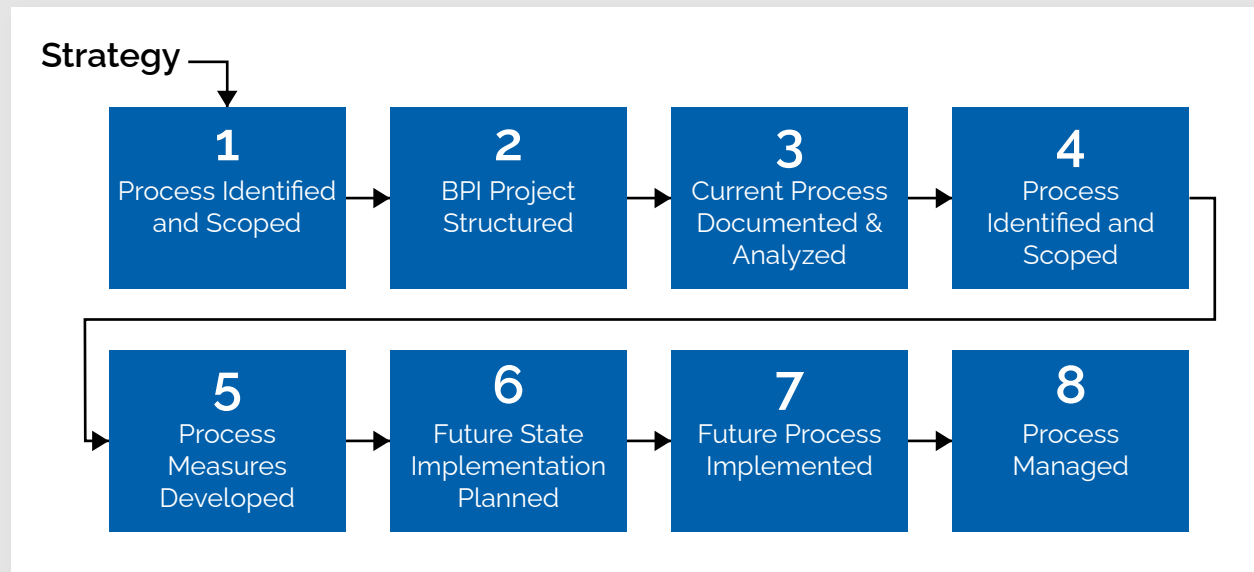 Strategy
1
Process Identified
and Scoped
2
BPI Project
Structured
3
Current Process
Documented &
Analyzed
4
Process
Identified and
Scoped
5
Process
Measures
Developed
6
Future State
Implementation
Planned
7
Future Process
Implemented
8
Process
Managed